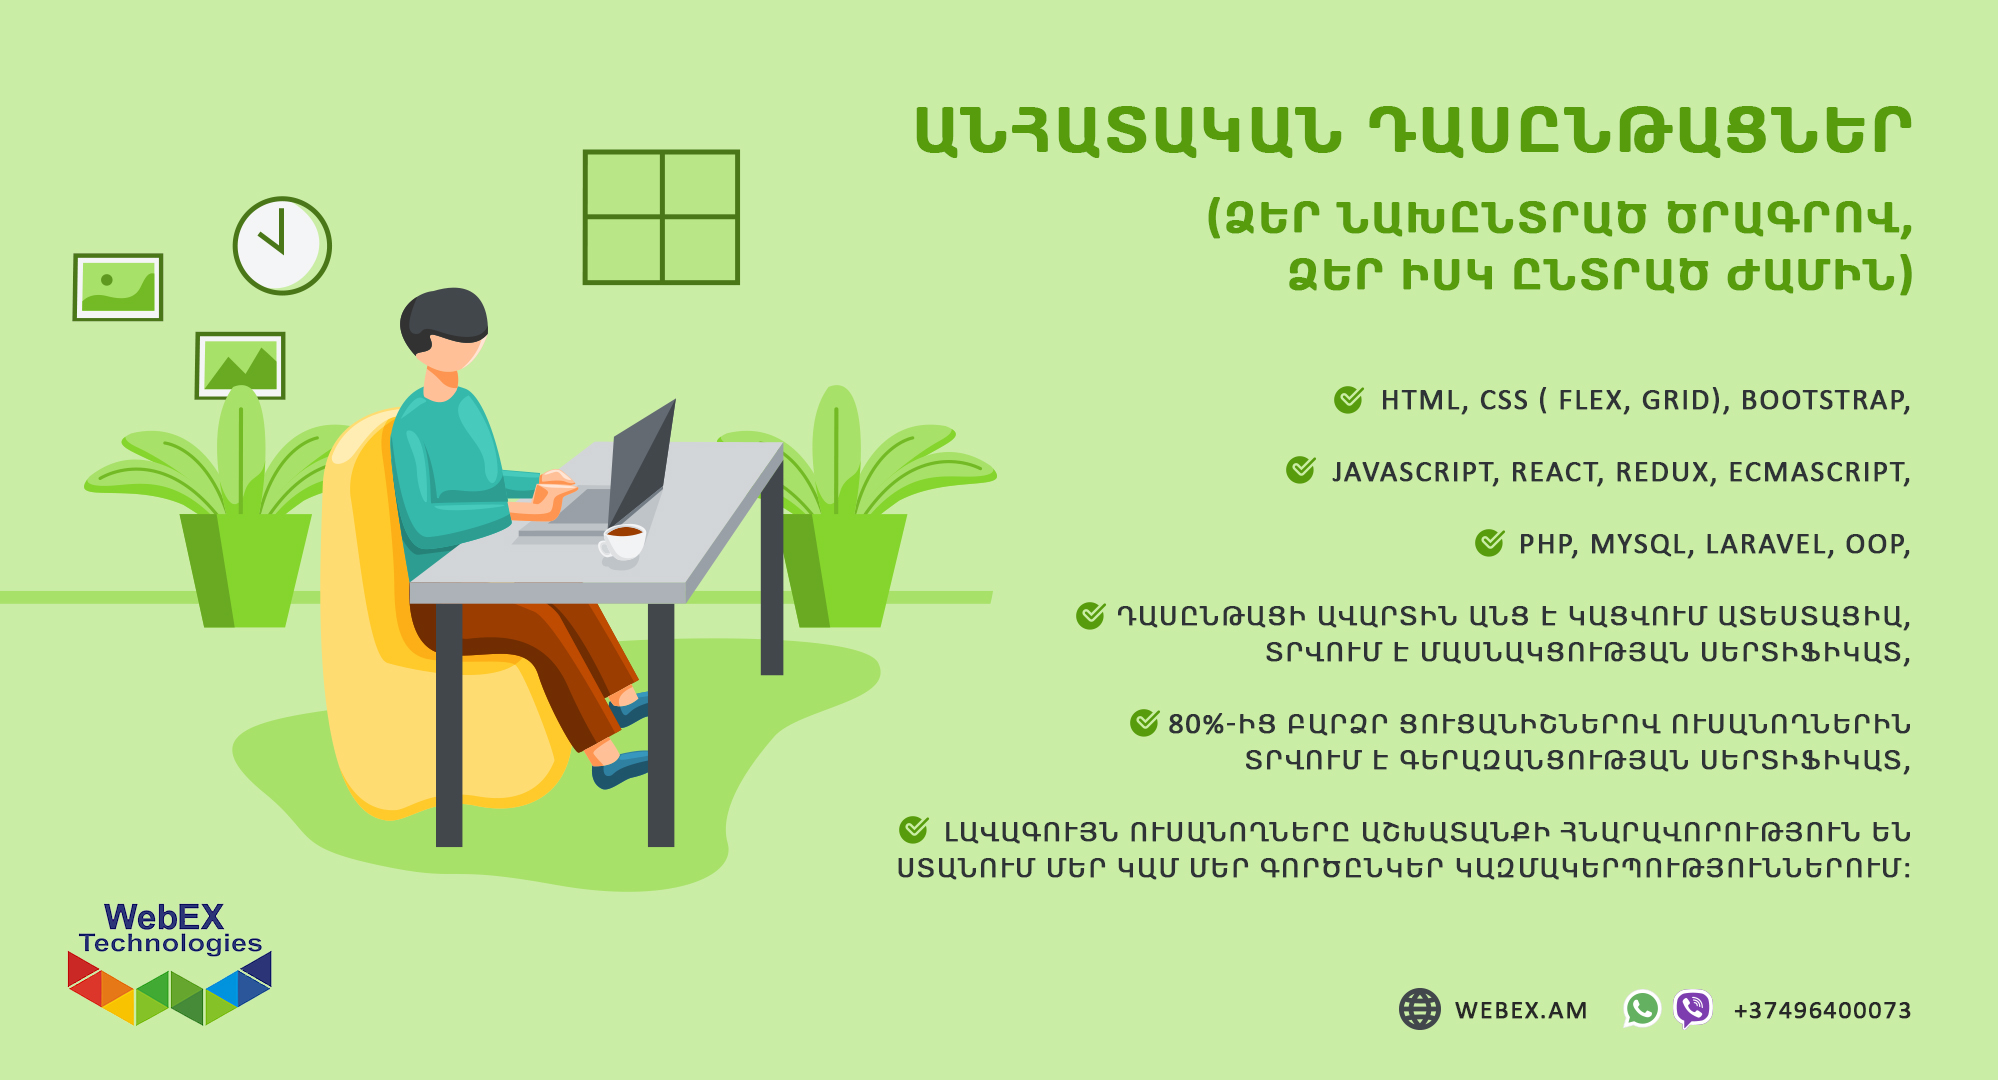 ԱՆՀԱՏԱԿԱՆ ԴԱՍԸՆԹԱՑՆԵՐ
(ՁԵՐ ՆԱԽԸՆՏՐԱԾ ԾՐԱԳՐՈՎ,
ՁԵՐ ԻՍԿ ԸՆՏՐԱԾ ԺԱՄԻՆ)
HTML, CSS ( FLEX, GRID), BOOTSTRAP,
JAVASCRIPT, REACT, REDUX, ECMASCRIPT,
PHP, MYSQL, LARAVEL, OOP,
ԴԱՍԸՆԹԱՑԻ ԱՎԱՐՏԻՆ ԱՆՑ Է ԿԱՑՎՈՒՄ ԱՏԵՍՏԱՑԻԱ,
ՏՐՎՈՒՄ Է ՄԱՍՆԱԿՑՈՒԹՅԱՆ ՍԵՐՏԻՖԻԿԱՏ,
80%-ԻՑ ԲԱՐՁՐ ՑՈՒՑԱՆԻՇՆԵՐՈՎ ՈՒՍԱՆՈՂՆԵՐԻՆ
ՏՐՎՈՒՄ Է ԳԵՐԱԶԱՆՑՈՒԹՅԱՆ ՍԵՐՏԻՖԻԿԱՏ,
ԼԱՎԱԳՈՒՅՆ ՈՒՍԱՆՈՂՆԵՐԸ ԱՇԽԱՏԱՆՔԻ ՀՆԱՐԱՎՈՐՈՒԹՅՈՒՆ ԵՆ
ՍՏԱՆՈՒՄ ՄԵՐ ԿԱՄ ՄԵՐ ԳՈՐԾԸՆԿԵՐ ԿԱԶՄԱԿԵՐՊՈՒԹՅՈՒՆՆԵՐՈՒՄ:
WebEX
Technologies
WEBEX.AM +37496400073